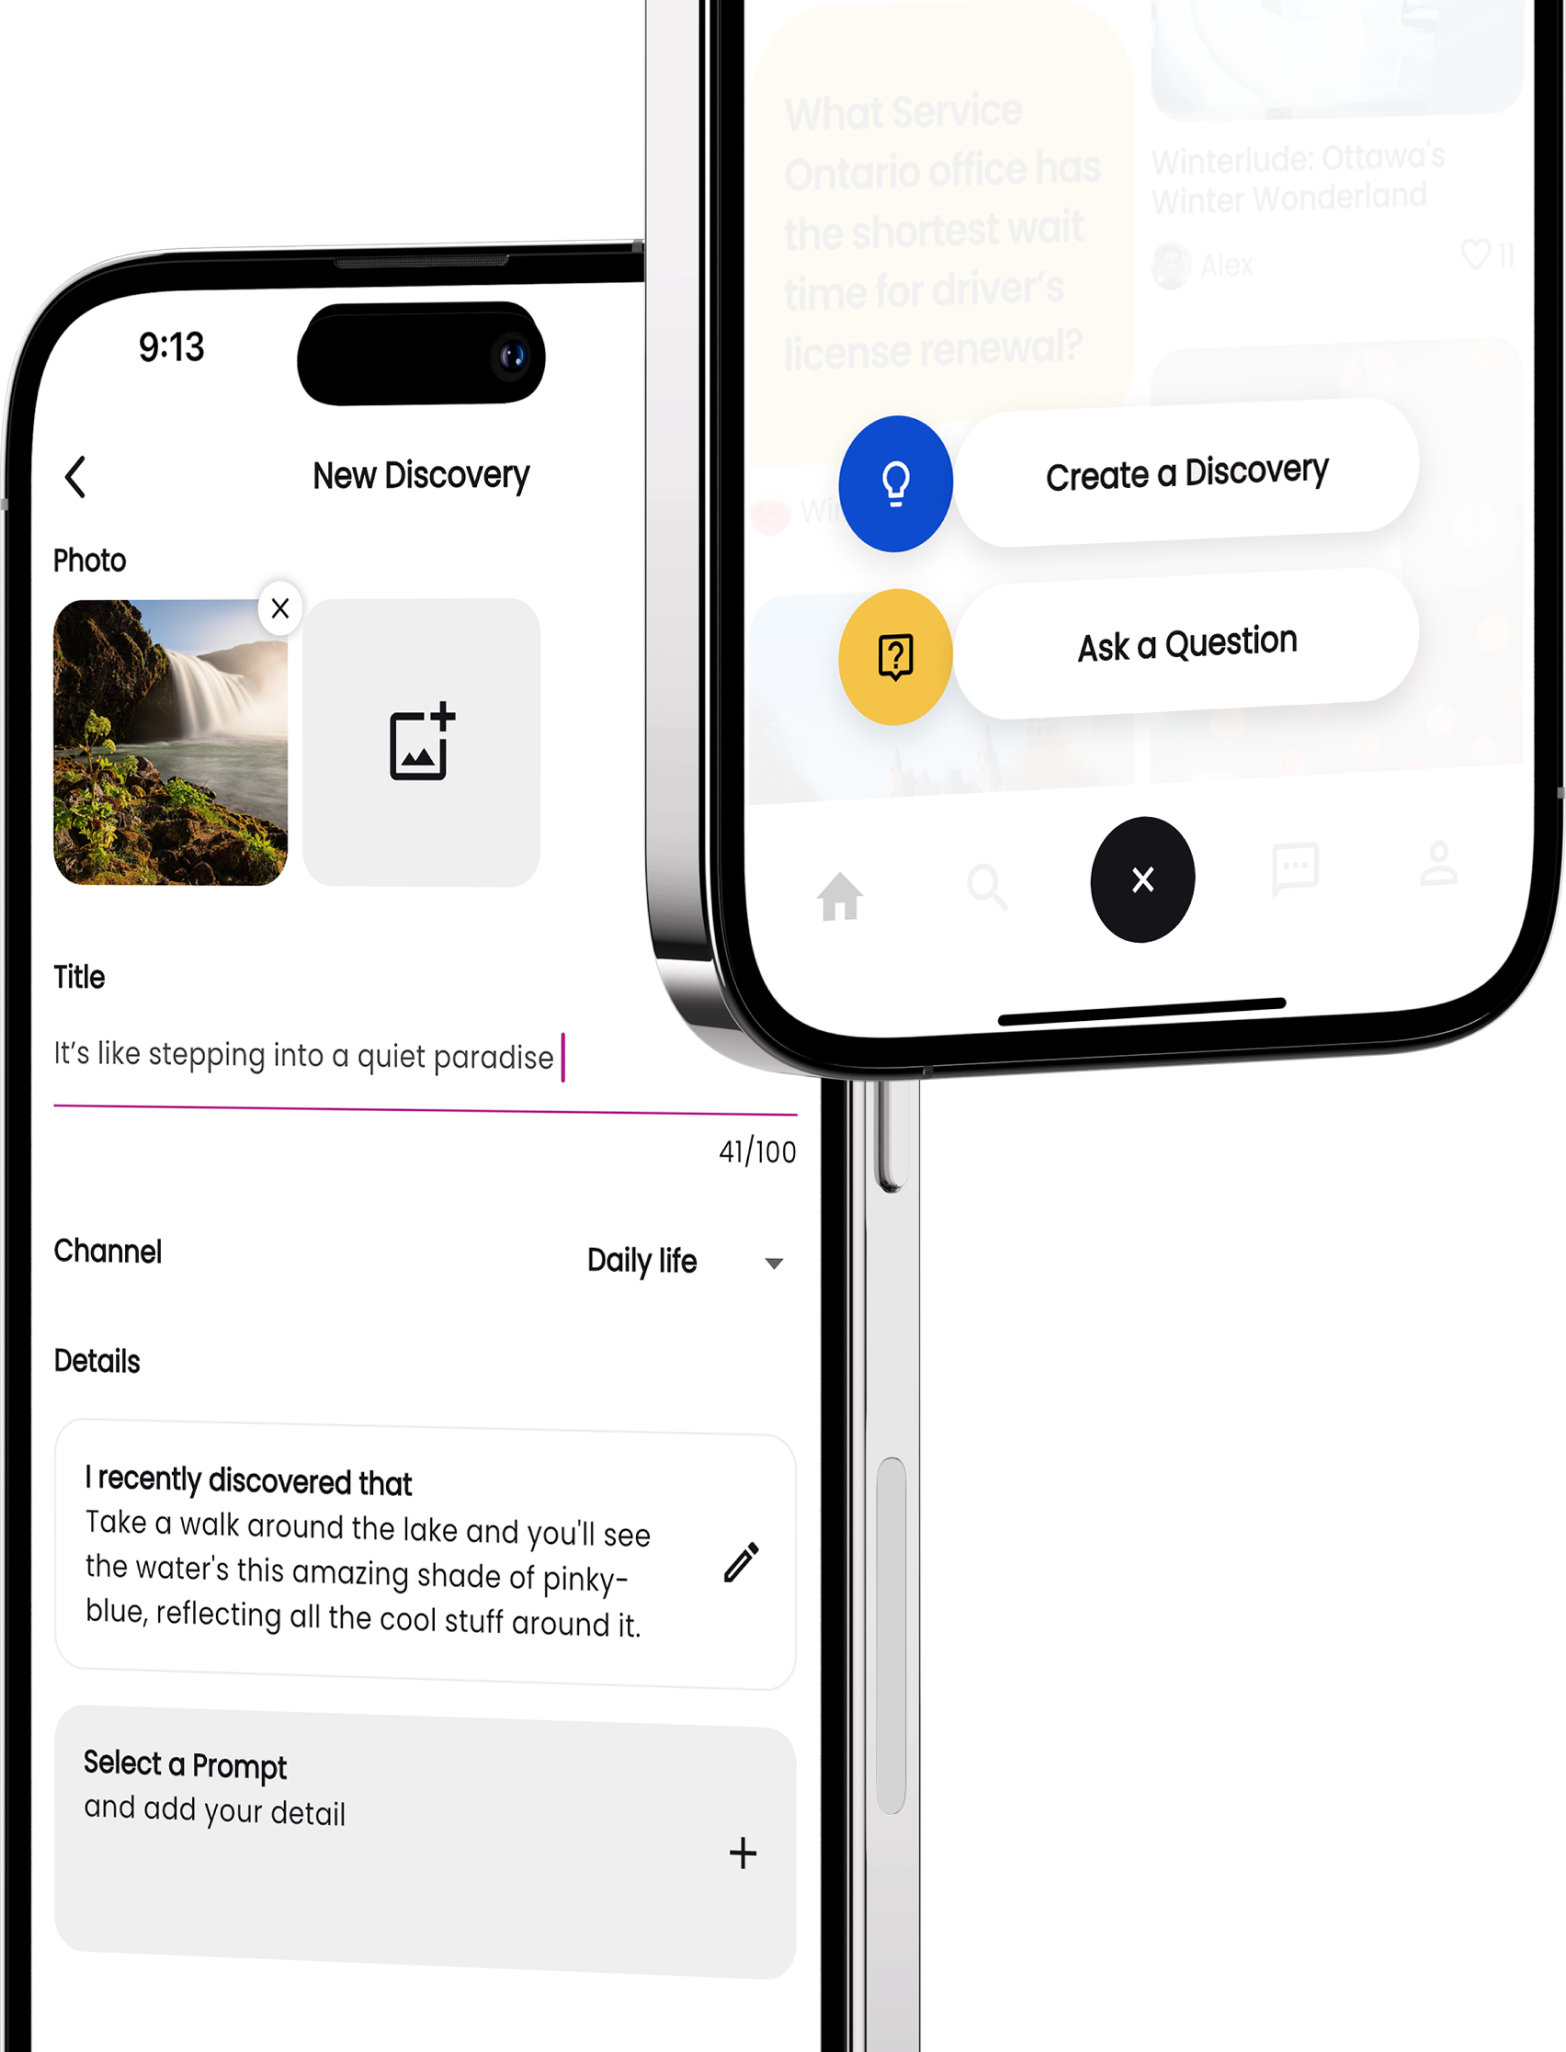 What Service
Ontario office has
the shortest wait
time for driver’s
license renewal?
Winterlude: Ottawa's
Winter Wonderland
Alex
11
Create a Discovery
Ask a Question
9:13
New Discovery
Photo
Title
It’s like stepping into a quiet paradise
41/100
Channel
Daily life
Details
I recently discovered that
Take a walk around the lake and you'll see
the water's this amazing shade of pinky-
blue, reflecting all the cool stuff around it.
Select a Prompt
and add your detail